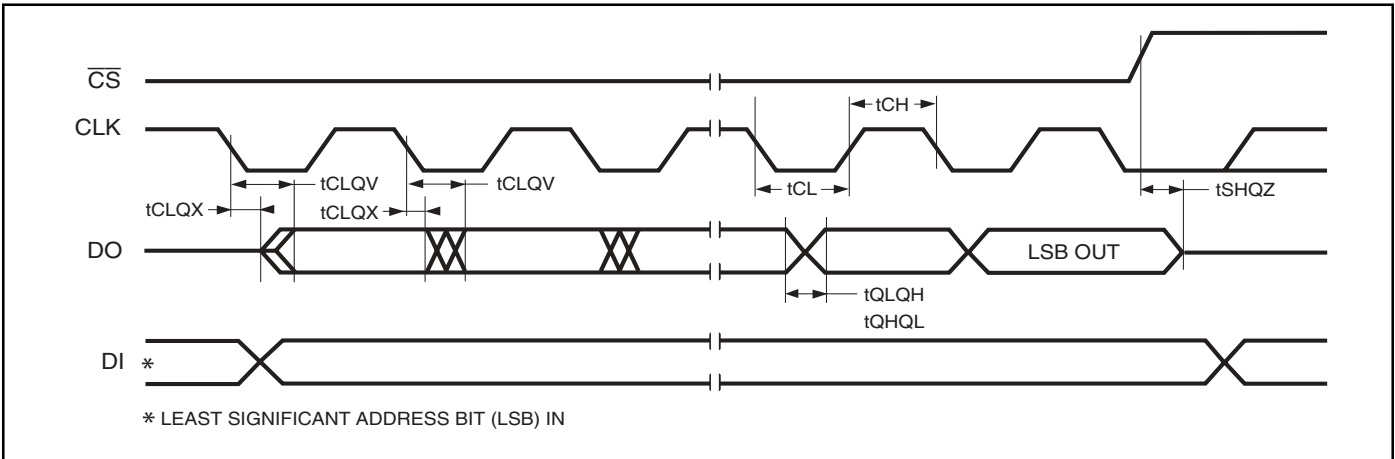 CS
tCH
CLK
tCLQV
tCLQV
tCL
tSHQZ
tCLQX
tCLQX
DO
LSB OUT
tQLQH
tQHQL
DI *
* LEAST SIGNIFICANT ADDRESS BIT (LSB) IN